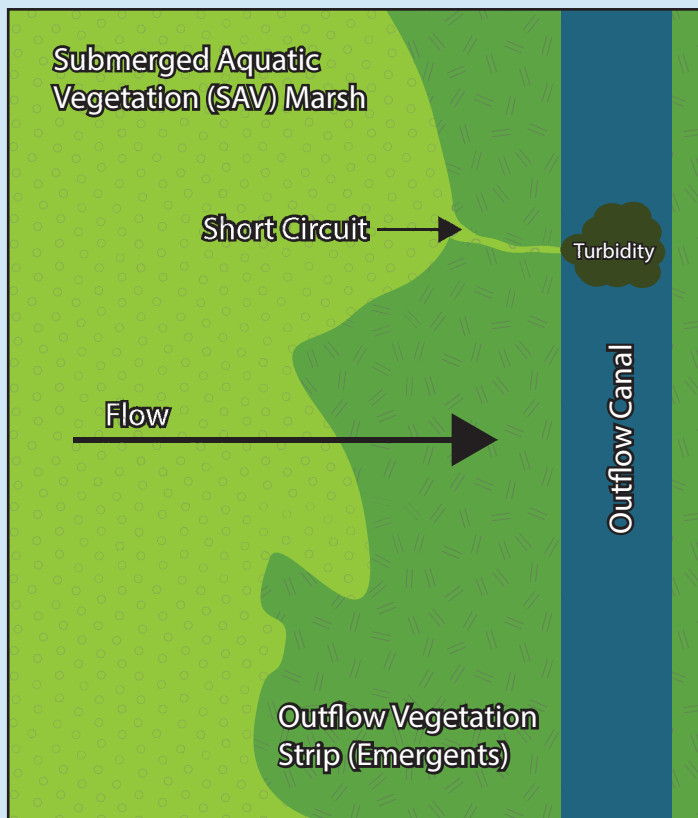 Submerged Aquatic
Vegetation (SAV) Marsh
Short Circuit
Turbidity
Flow
Outflow Canal
Outflow Vegetation
Strip (Emergents)